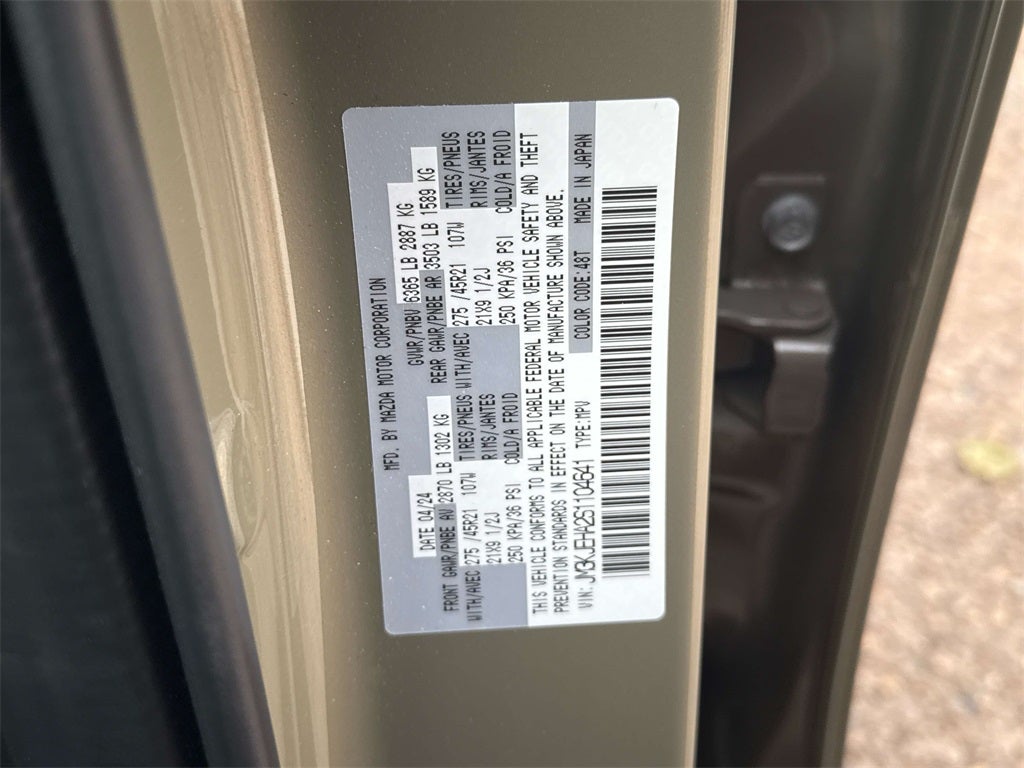 MFD. BY MAZDA MOTOR CORPORATION
DATE 04/24 GVWR/PNBV 6365 LB 2887 KG
FRONT GAWR/PNBE AV 2870 LB 1302 KG REAR GAWR/PNBE AR 3503 LB 1589 KG
WITH/AVEC 275 /45R21 107W TIRES/PNEUS WITH/AVEC 275 /45R21 107W TIRES/PNEUS
21X9 1/2J RIMS/JANTES 21X9 1/2J RIMS/JANTES
250 KPA/36 PSI COLD/A FROID 250 KPA/36 PSI COLD/A FROID
THIS VEHICLE CONFORMS TO ALL APPLICABLE FEDERAL MOTOR VEHICLE SAFETY AND THEFT
PREVENTION STANDARDS IN EFFECT ON THE DATE OF MANUFACTURE SHOWN ABOVE.
COLOR CODE:48T MADE IN JAPAN
VIN: JM3KJEHA2S1104641 TYPE:MPV